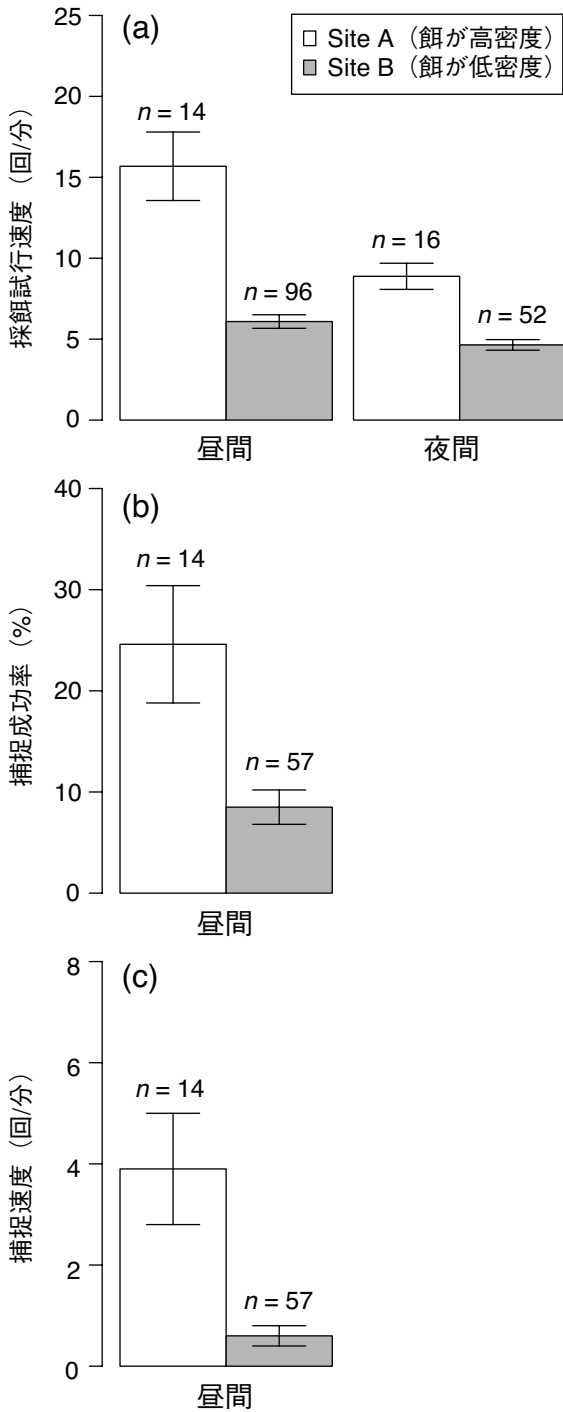 (a)
□ Site A（餌が高密度）
■ Site B（餌が低密度）
採餌試行速度（回/分）
25
20
15
10
5
0
n = 14
n = 96
n = 16
n = 52
昼間
夜間
(b)
捕捉成功率（%）
40
30
20
10
0
n = 14
n = 57
昼間
(c)
捕捉速度（回/分）
8
6
4
2
0
n = 14
n = 57
昼間